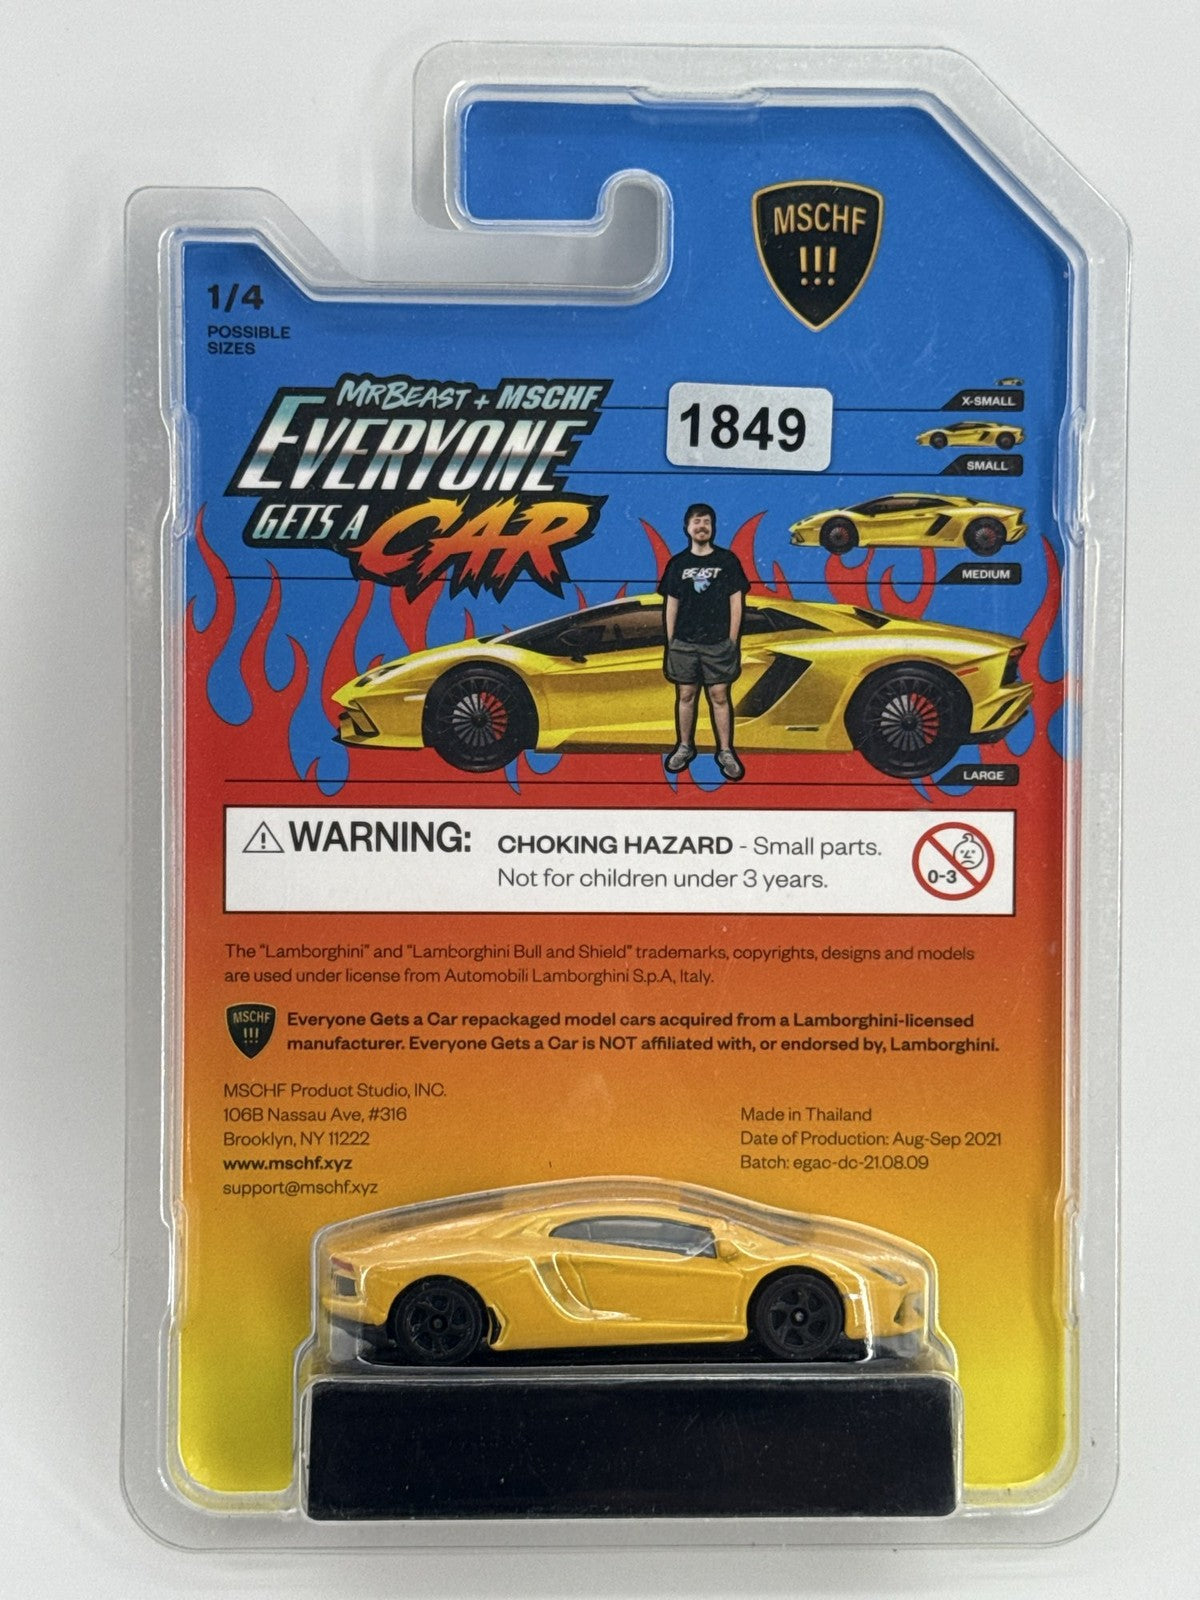 MSCHF
!!!
1/4
POSSIBLE
SIZES
MRBEAST + MSCHF
EVERYONE
GETS A CAR
1849
X-SMALL
SMALL
MEDIUM
BEAST
LARGE
WARNING: CHOKING HAZARD - Small parts.
Not for children under 3 years.
0-3
The "Lamborghini" and "Lamborghini Bull and Shield" trademarks, copyrights, designs and models
are used under license from Automobili Lamborghini S.p.A, Italy.
MSCHF
!!!
Everyone Gets a Car repackaged model cars acquired from a Lamborghini-licensed
manufacturer. Everyone Gets a Car is NOT affiliated with, or endorsed by, Lamborghini.
MSCHF Product Studio, INC.
106B Nassau Ave, #316
Brooklyn, NY 11222
www.mschf.xyz
support@mschf.xyz
Made in Thailand
Date of Production: Aug-Sep 2021
Batch: egac-dc-21.08.09